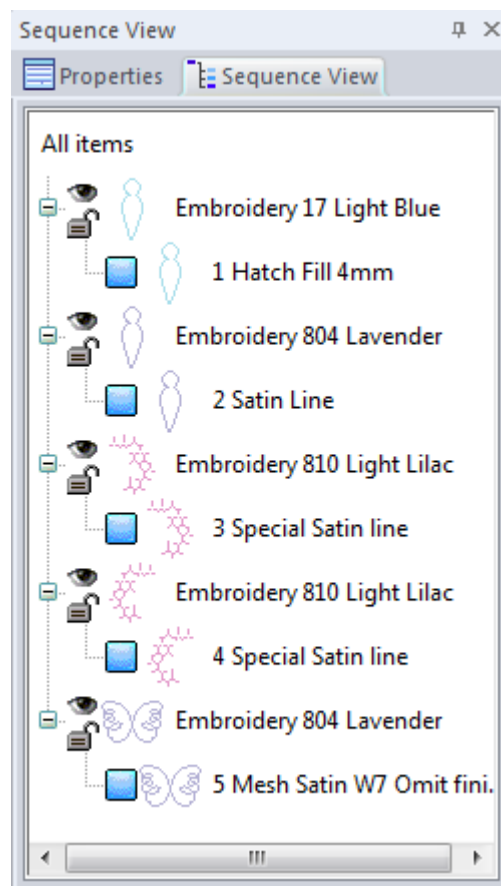 Sequence View
Properties Sequence View
All items
Embroidery 17 Light Blue
1 Hatch Fill 4mm
Embroidery 804 Lavender
2 Satin Line
Embroidery 810 Light Lilac
3 Special Satin line
Embroidery 810 Light Lilac
4 Special Satin line
Embroidery 804 Lavender
5 Mesh Satin W7 Omit fini.